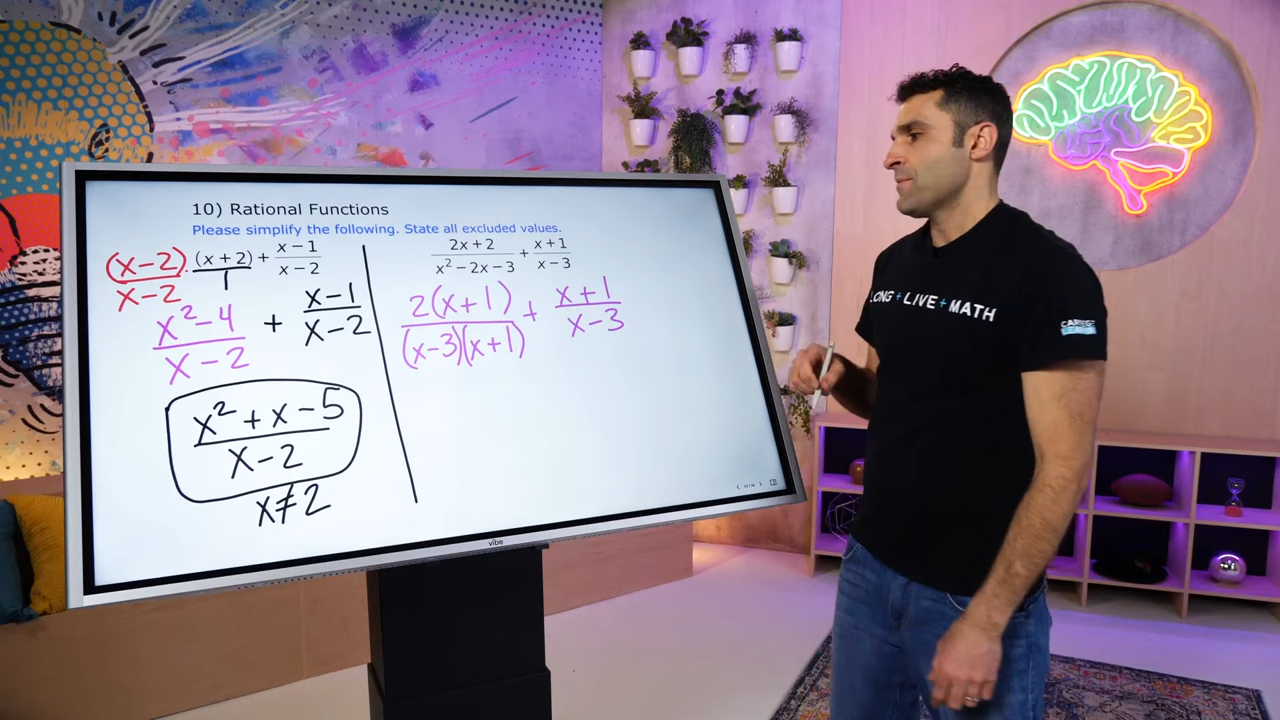 10) Rational Functions
Please simplify the following. State all excluded values.
(x-2)/(x-2) · (x+2)/1 + (x-1)/(x-2)
(x²-4)/(x-2) + (x-1)/(x-2)
(x²+x-5)/(x-2)
x≠2
(2x+2)/(x²-2x-3) + (x+1)/(x-3)
2(x+1)/((x-3)(x+1)) + (x+1)/(x-3)
vibe
LONG+LIVE+MATH